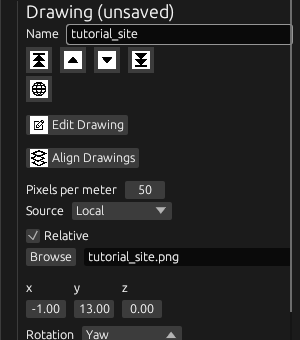 Drawing (unsaved)
Name tutorial_site
Edit Drawing
Align Drawings
Pixels per meter 50
Source Local
Relative
Browse tutorial_site.png
x y z
-1.00 13.00 0.00
Rotation Yaw